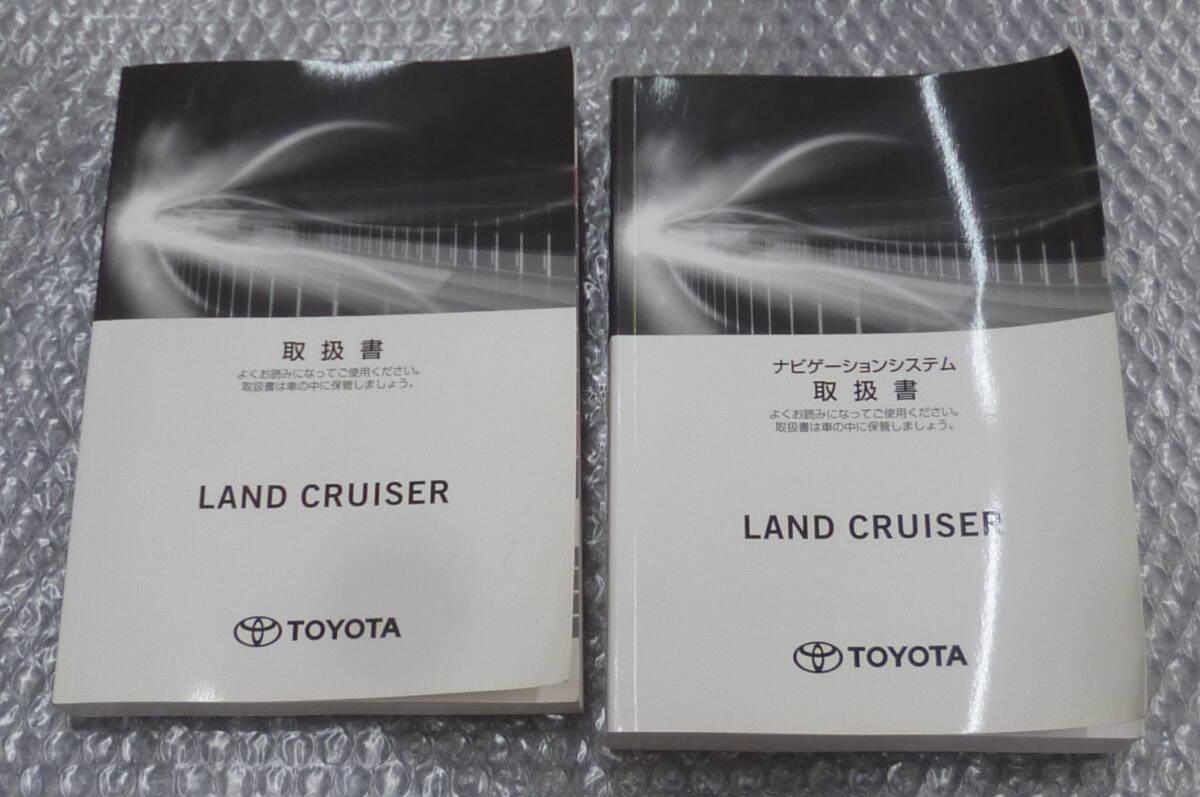 取扱書
よくお読みになってご使用ください。
取扱書は車の中に保管しましょう。
LAND CRUISER
TOYOTA
ナビゲーションシステム
取扱書
よくお読みになってご使用ください。
取扱書は車の中に保管しましょう。
LAND CRUISER
TOYOTA